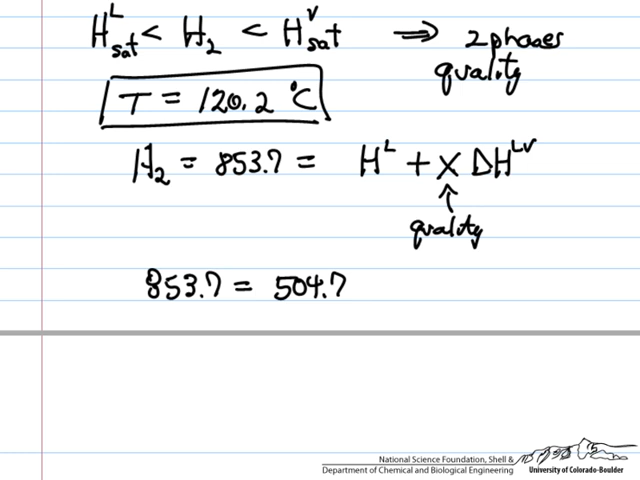 H^L_sat < H_2 < H^V_sat ⟹ 2 phases
quality
T = 120.2 °C
H_2 = 853.7 = H^L + X ΔH^LV
↑
quality
853.7 = 504.7
National Science Foundation, Shell &
Department of Chemical and Biological Engineering
University of Colorado-Boulder